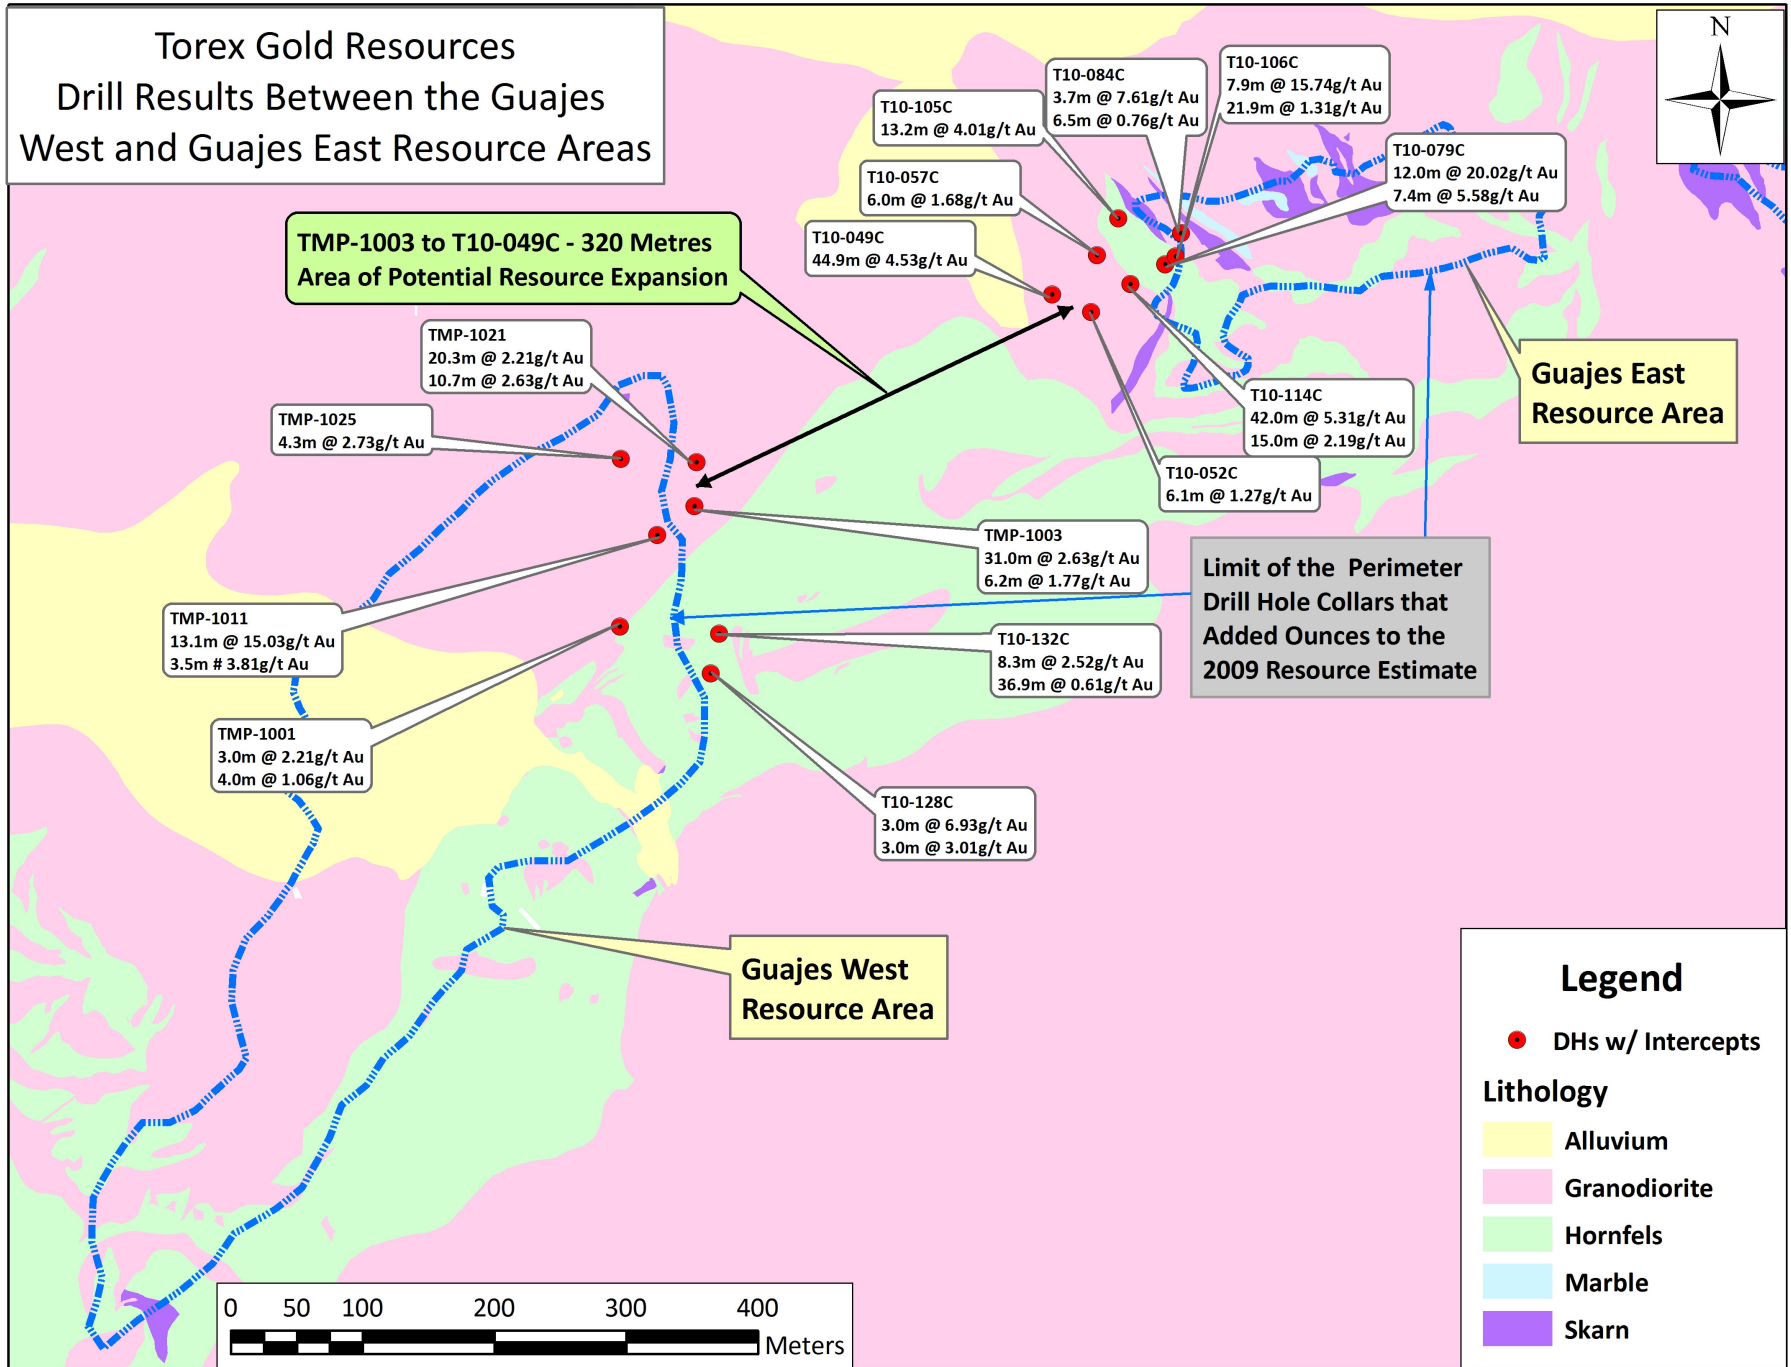 Torex Gold Resources
Drill Results Between the Guajes
West and Guajes East Resource Areas
N
T10-084C
3.7m @ 7.61g/t Au
6.5m @ 0.76g/t Au
T10-106C
7.9m @ 15.74g/t Au
21.9m @ 1.31g/t Au
T10-105C
13.2m @ 4.01g/t Au
T10-079C
12.0m @ 20.02g/t Au
7.4m @ 5.58g/t Au
T10-057C
6.0m @ 1.68g/t Au
T10-049C
44.9m @ 4.53g/t Au
TMP-1003 to T10-049C - 320 Metres
Area of Potential Resource Expansion
TMP-1021
20.3m @ 2.21g/t Au
10.7m @ 2.63g/t Au
TMP-1025
4.3m @ 2.73g/t Au
Guajes East
Resource Area
T10-114C
42.0m @ 5.31g/t Au
15.0m @ 2.19g/t Au
T10-052C
6.1m @ 1.27g/t Au
TMP-1003
31.0m @ 2.63g/t Au
6.2m @ 1.77g/t Au
Limit of the Perimeter
Drill Hole Collars that
Added Ounces to the
2009 Resource Estimate
TMP-1011
13.1m @ 15.03g/t Au
3.5m # 3.81g/t Au
T10-132C
8.3m @ 2.52g/t Au
36.9m @ 0.61g/t Au
TMP-1001
3.0m @ 2.21g/t Au
4.0m @ 1.06g/t Au
T10-128C
3.0m @ 6.93g/t Au
3.0m @ 3.01g/t Au
Guajes West
Resource Area
Legend
DHs w/ Intercepts
Lithology
Alluvium
Granodiorite
Hornfels
Marble
Skarn
0 50 100 200 300 400
Meters